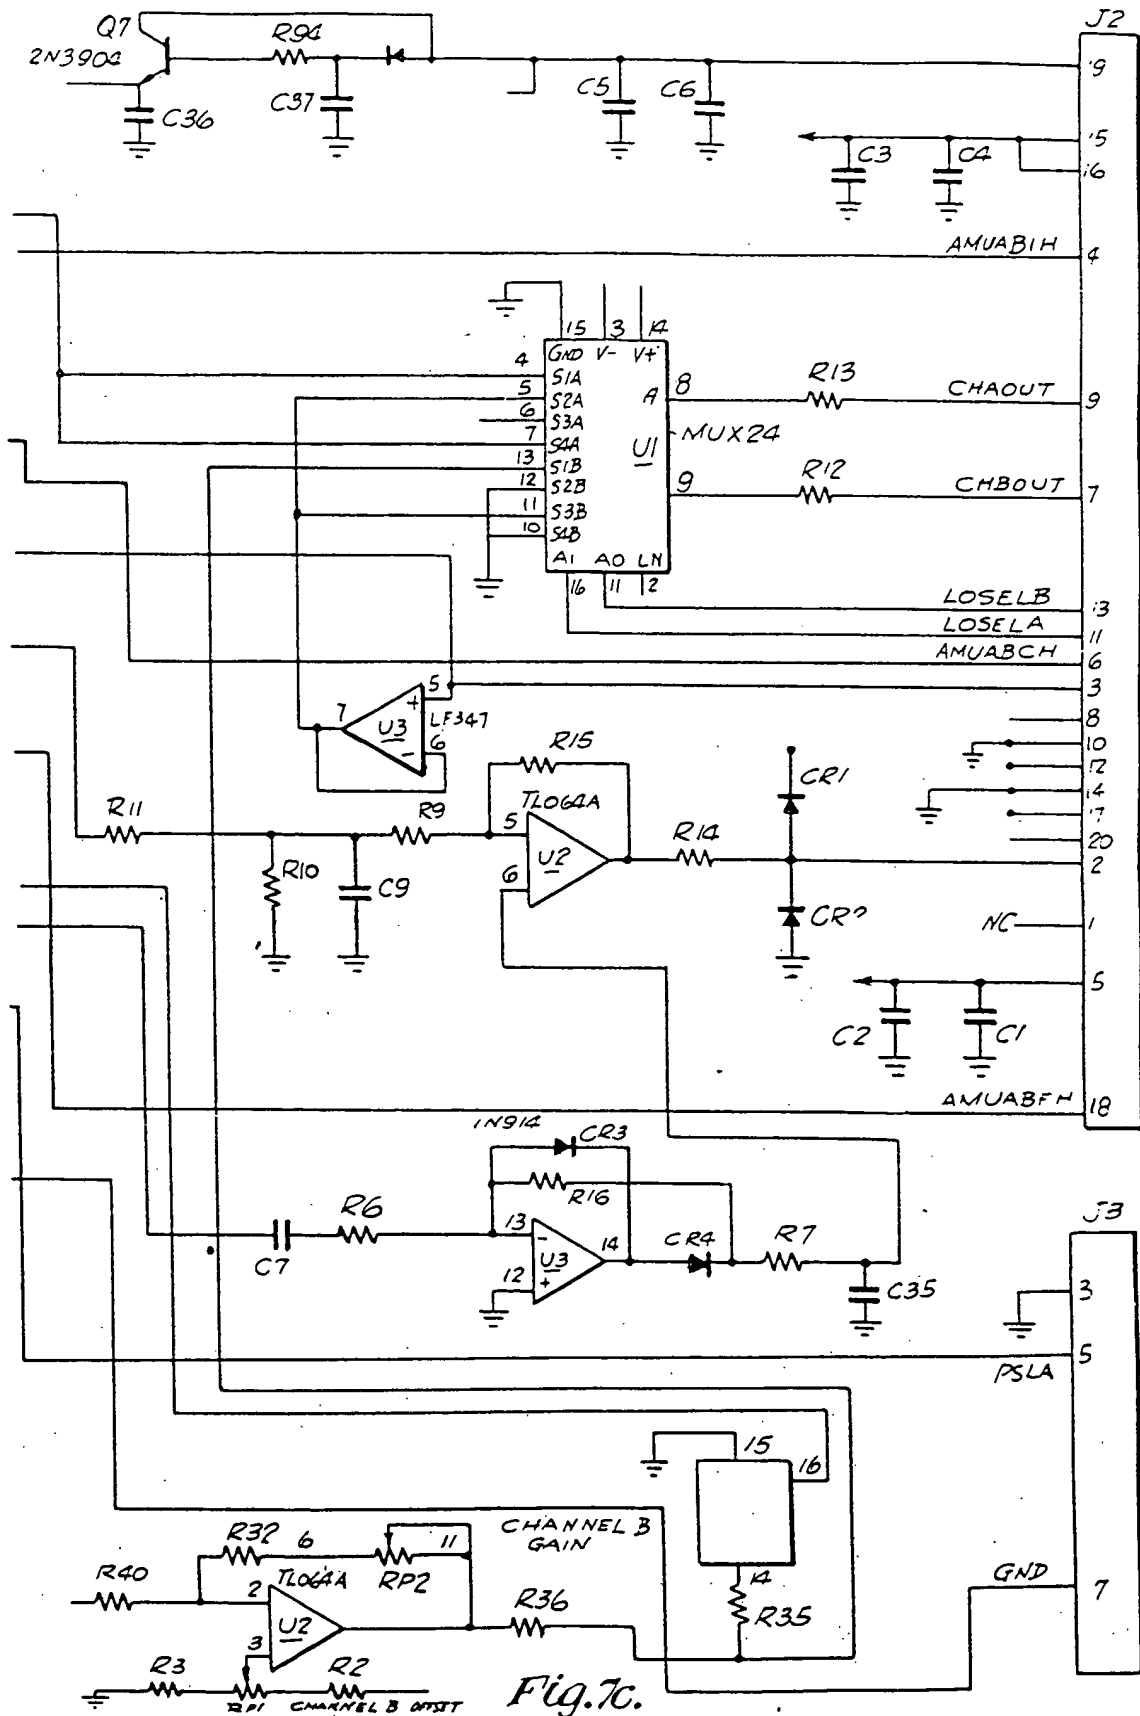 J2
Q7
2N3904
R94
C36
C37
C5
C6
19
C3
C4
15
16
AMUAB1H
4
15
3
14
GND
V-
V+
4
S1A
5
S2A
6
S3A
7
S4A
13
S1B
12
S2B
11
S3B
10
S4B
A
8
R13
CHAOUT
9
U1
MUX24
9
R12
CHBOUT
7
A1
A0
LN
16
11
2
LOSELB
13
LOSELA
11
AMUABCH
6
3
8
10
12
14
17
20
2
7
5
+
U3
LF347
6
-
R15
TL064A
R11
R9
5
U2
6
R14
CR1
R10
C9
CR2
NC
1
5
C2
C1
AMUABFH
18
1N914
CR3
R16
R6
C7
13
-
U3
14
12
+
CR4
R7
C35
J3
3
5
PSLA
15
16
14
CHANNEL B
GAIN
R32
6
11
RP2
R40
TL064A
2
U2
3
R36
R35
GND
7
R3
RP1
R2
CHANNEL B OFFSET
Fig.7c.